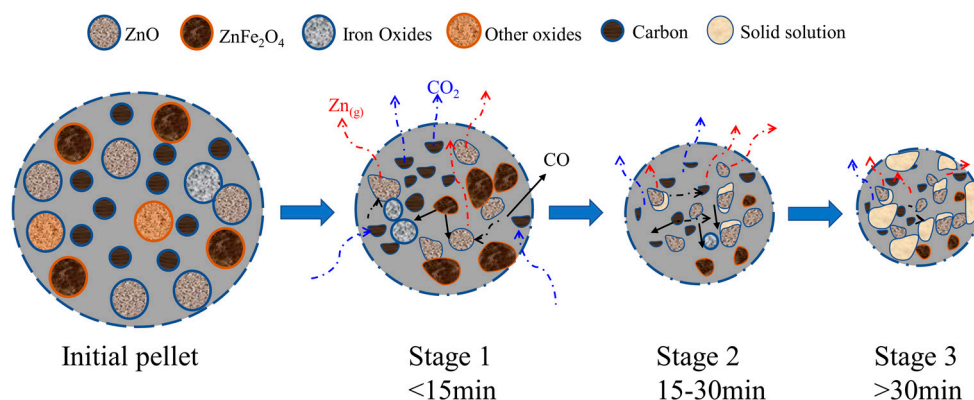 ZnO
ZnFe₂O₄
Iron Oxides
Other oxides
Carbon
Solid solution
Zn(g)
CO₂
CO
Initial pellet
Stage 1
<15min
Stage 2
15-30min
Stage 3
>30min